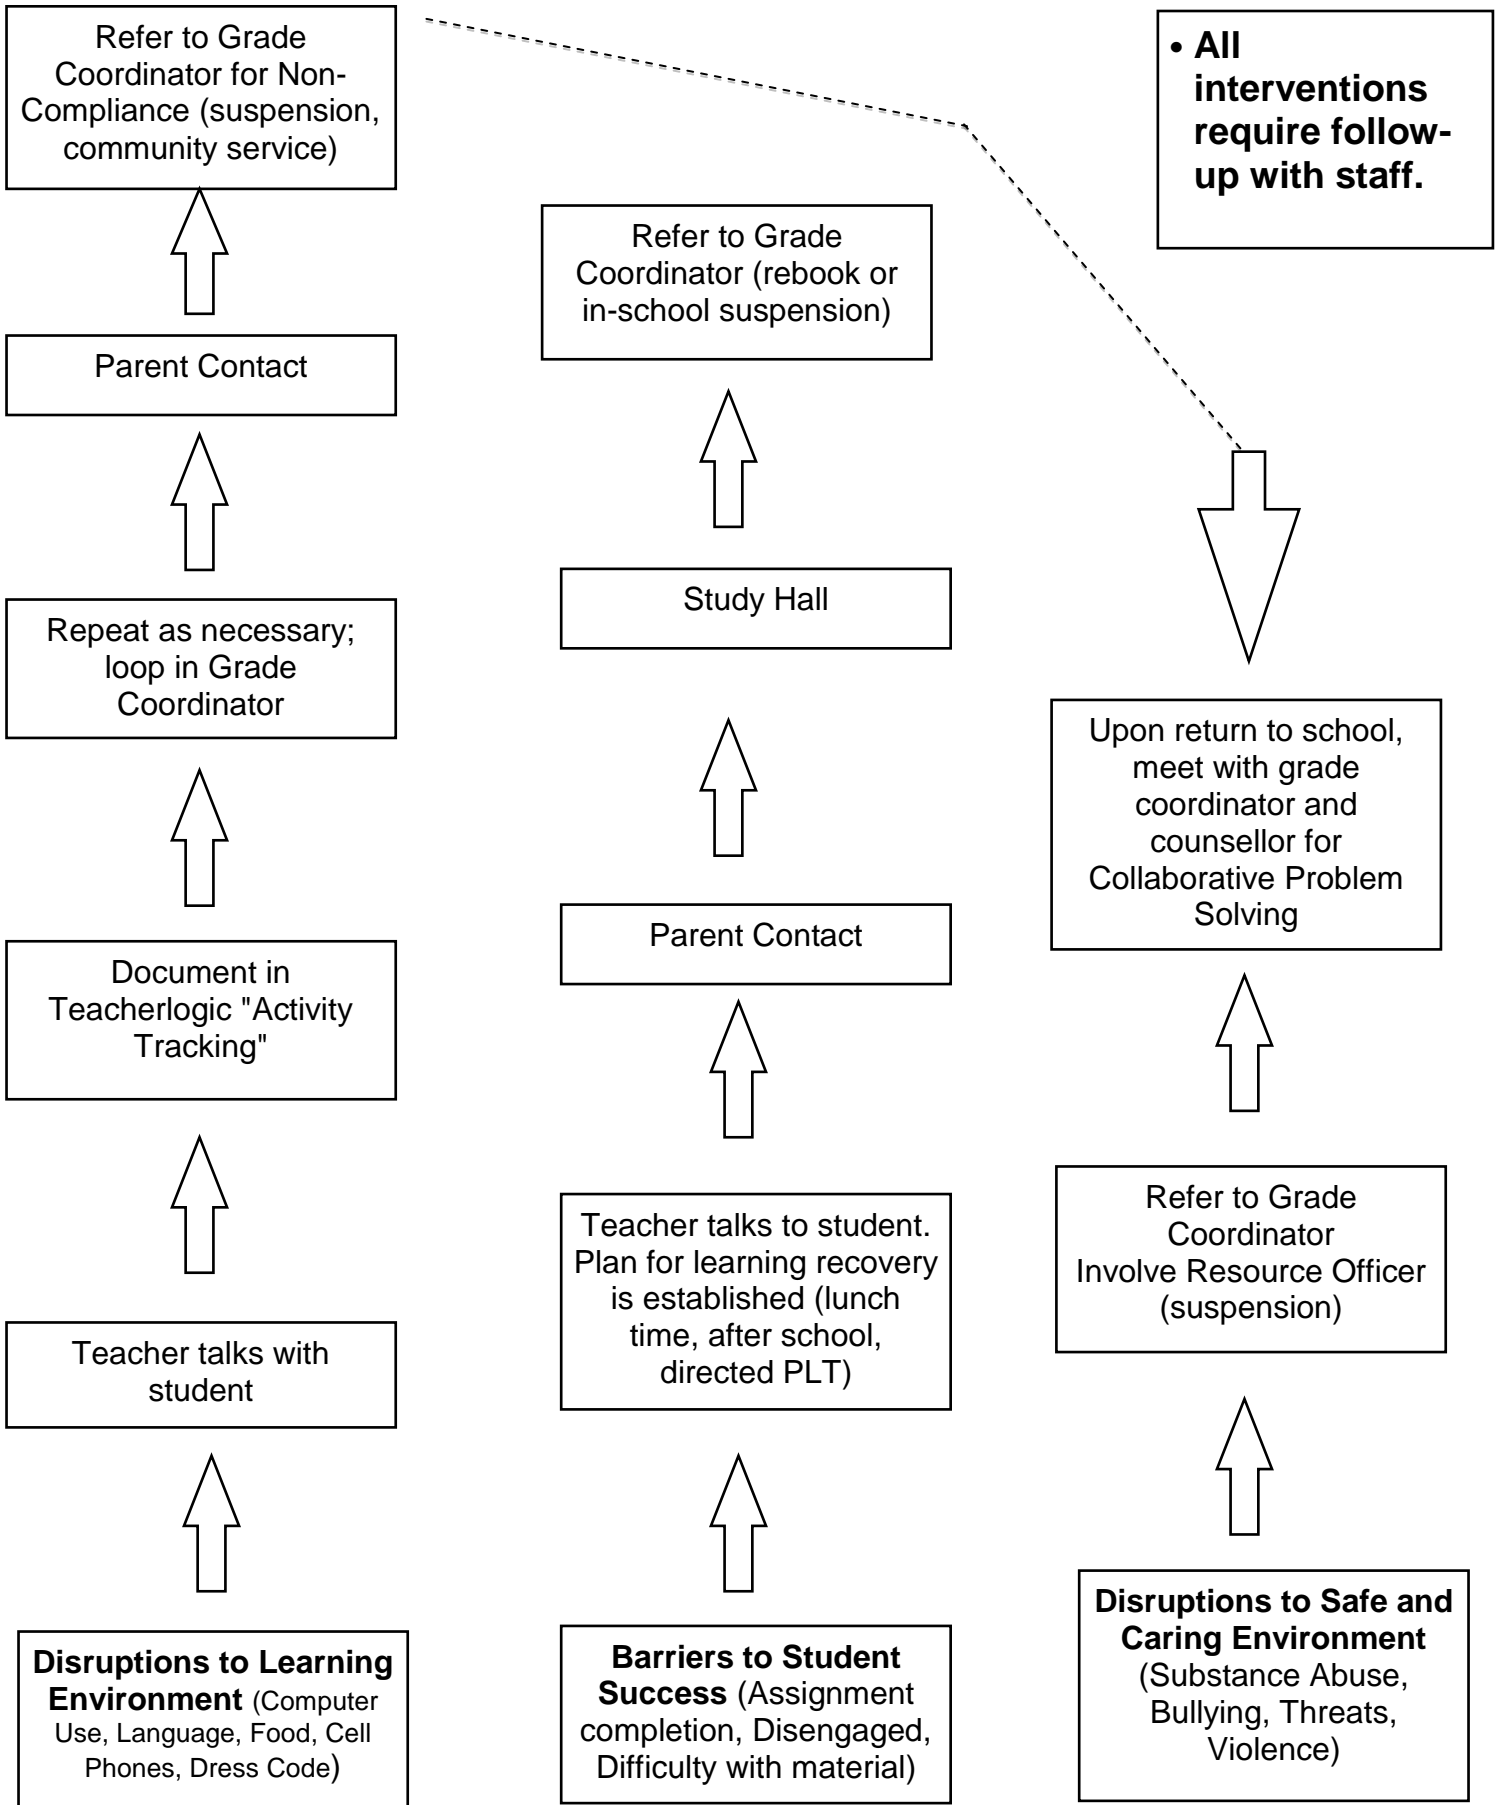 Refer to Grade
Coordinator for Non-
Compliance (suspension,
community service)
Parent Contact
Repeat as necessary;
loop in Grade
Coordinator
Document in
Teacherlogic "Activity
Tracking"
Teacher talks with
student
Disruptions to Learning
Environment (Computer
Use, Language, Food, Cell
Phones, Dress Code)
Refer to Grade
Coordinator (rebook or
in-school suspension)
Study Hall
Parent Contact
Teacher talks to student.
Plan for learning recovery
is established (lunch
time, after school,
directed PLT)
Barriers to Student
Success (Assignment
completion, Disengaged,
Difficulty with material)
• All
interventions
require follow-
up with staff.
Upon return to school,
meet with grade
coordinator and
counsellor for
Collaborative Problem
Solving
Refer to Grade
Coordinator
Involve Resource Officer
(suspension)
Disruptions to Safe and
Caring Environment
(Substance Abuse,
Bullying, Threats,
Violence)